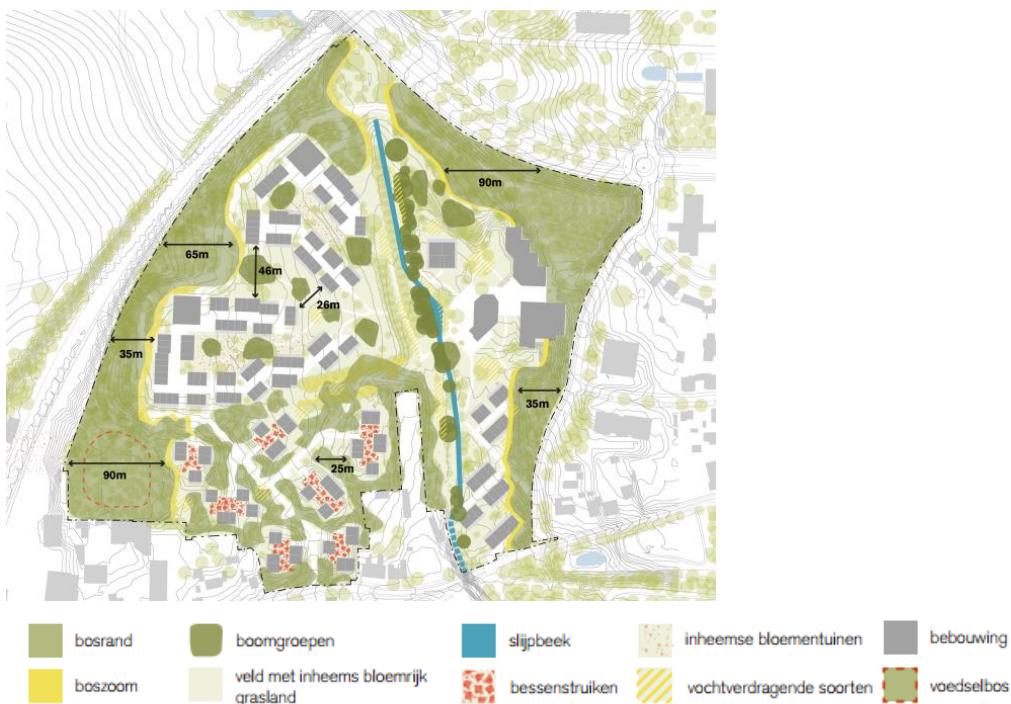 90m
65m
46m
26m
35m
35m
25m
90m
bosrand
boomgroepen
slijpbeek
inheemse bloementuinen
bebouwing
boszoom
veld met inheems bloemrijk
grasland
bessenstruiken
vochtverdragende soorten
voedselbos